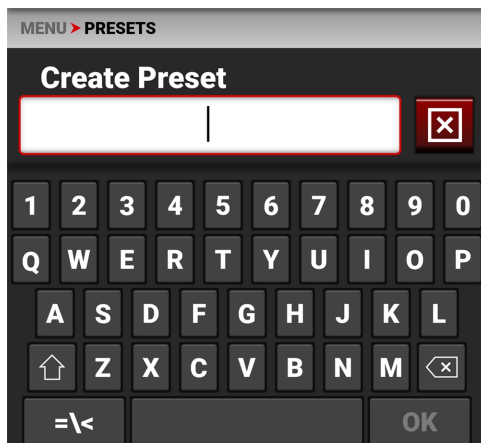 MENU ➤ PRESETS
Create Preset
1 2 3 4 5 6 7 8 9 0
Q W E R T Y U I O P
A S D F G H J K L
Z X C V B N M
=\< OK